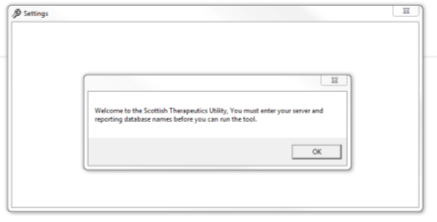 Settings
Welcome to the Scottish Therapeutics Utility, You must enter your server and
reporting database names before you can run the tool.
OK